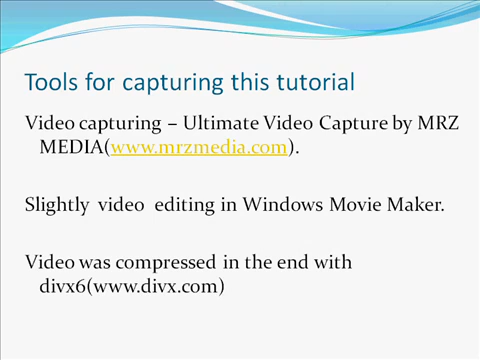 Tools for capturing this tutorial
Video capturing – Ultimate Video Capture by MRZ
MEDIA(www.mrzmedia.com).
Slightly video editing in Windows Movie Maker.
Video was compressed in the end with
divx6(www.divx.com)